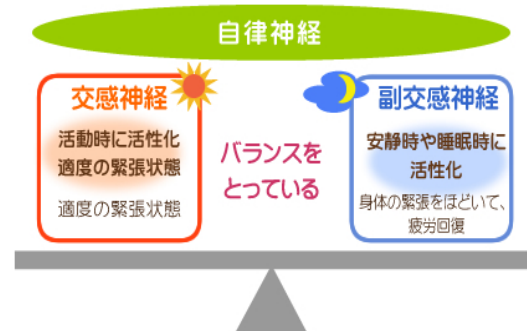 自律神経
交感神経
活動時に活性化
適度の緊張状態
適度の緊張状態
バランスを
とっている
副交感神経
安静時や睡眠時に
活性化
身体の緊張をほどいて、
疲労回復